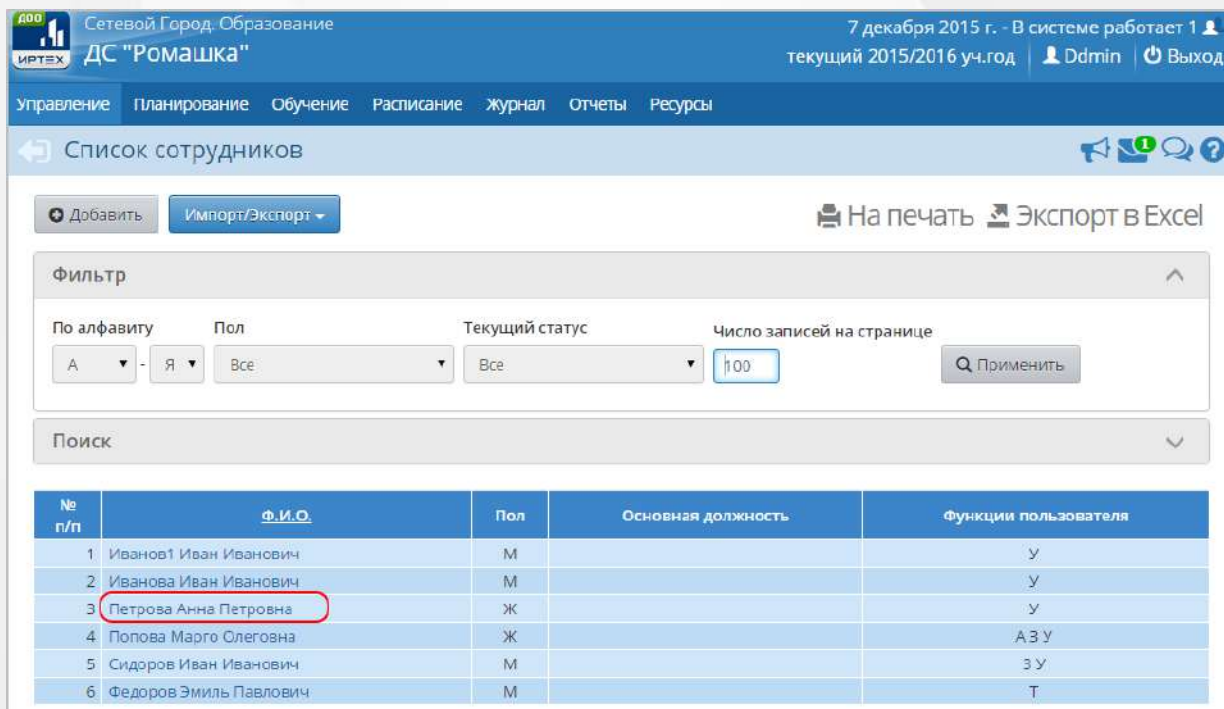 ДОО
ИРТЕХ
Сетевой Город. Образование
ДС "Ромашка"
7 декабря 2015 г. - В системе работает 1
текущий 2015/2016 уч.год Ddmin Выход
Управление Планирование Обучение Расписание Журнал Отчеты Ресурсы
Список сотрудников 1
Добавить Импорт/Экспорт На печать Экспорт в Excel
Фильтр
По алфавиту Пол Текущий статус Число записей на странице
А - Я Все Все 100 Применить
Поиск
№ п/п Ф.И.О. Пол Основная должность Функции пользователя
1 Иванов1 Иван Иванович М У
2 Иванова Иван Иванович М У
3 Петрова Анна Петровна Ж У
4 Попова Марго Олеговна Ж А З У
5 Сидоров Иван Иванович М З У
6 Федоров Эмиль Павлович М Т